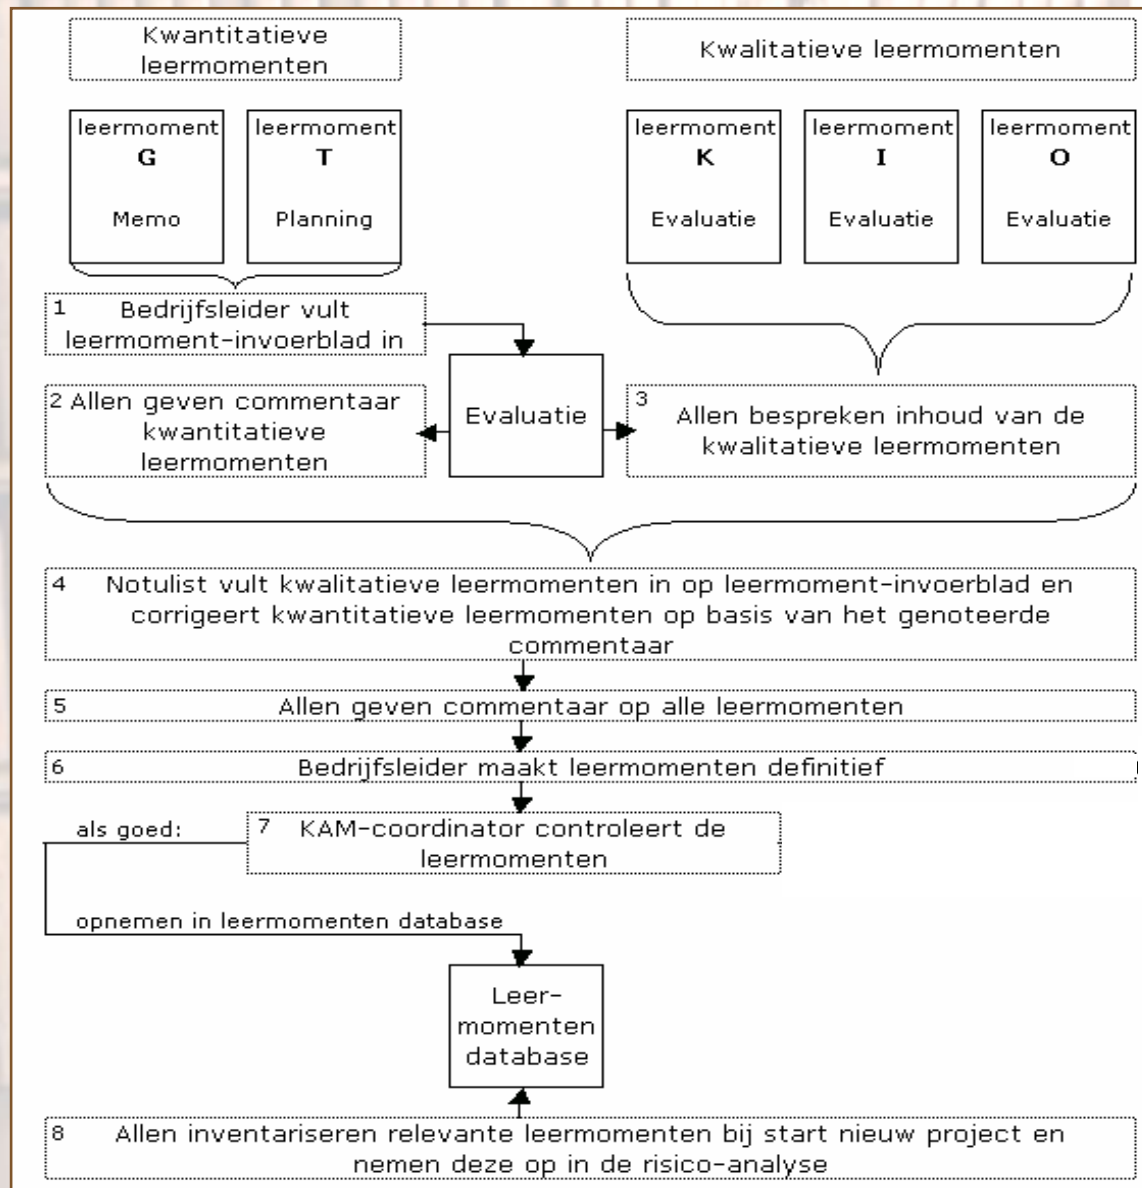 Kwantitatieve
leermomenten
Kwalitatieve leermomenten
leermoment
G
Memo
leermoment
T
Planning
leermoment
K
Evaluatie
leermoment
I
Evaluatie
leermoment
O
Evaluatie
1 Bedrijfsleider vult
leermoment-invoerblad in
2 Allen geven commentaar
kwantitatieve
leermomenten
Evaluatie
3 Allen bespreken inhoud van de
kwalitatieve leermomenten
4 Notulist vult kwalitatieve leermomenten in op leermoment-invoerblad en
corrigeert kwantitatieve leermomenten op basis van het genoteerde
commentaar
5 Allen geven commentaar op alle leermomenten
6 Bedrijfsleider maakt leermomenten definitief
als goed:
7 KAM-coordinator controleert de
leermomenten
opnemen in leermomenten database
Leer-
momenten
database
8 Allen inventariseren relevante leermomenten bij start nieuw project en
nemen deze op in de risico-analyse